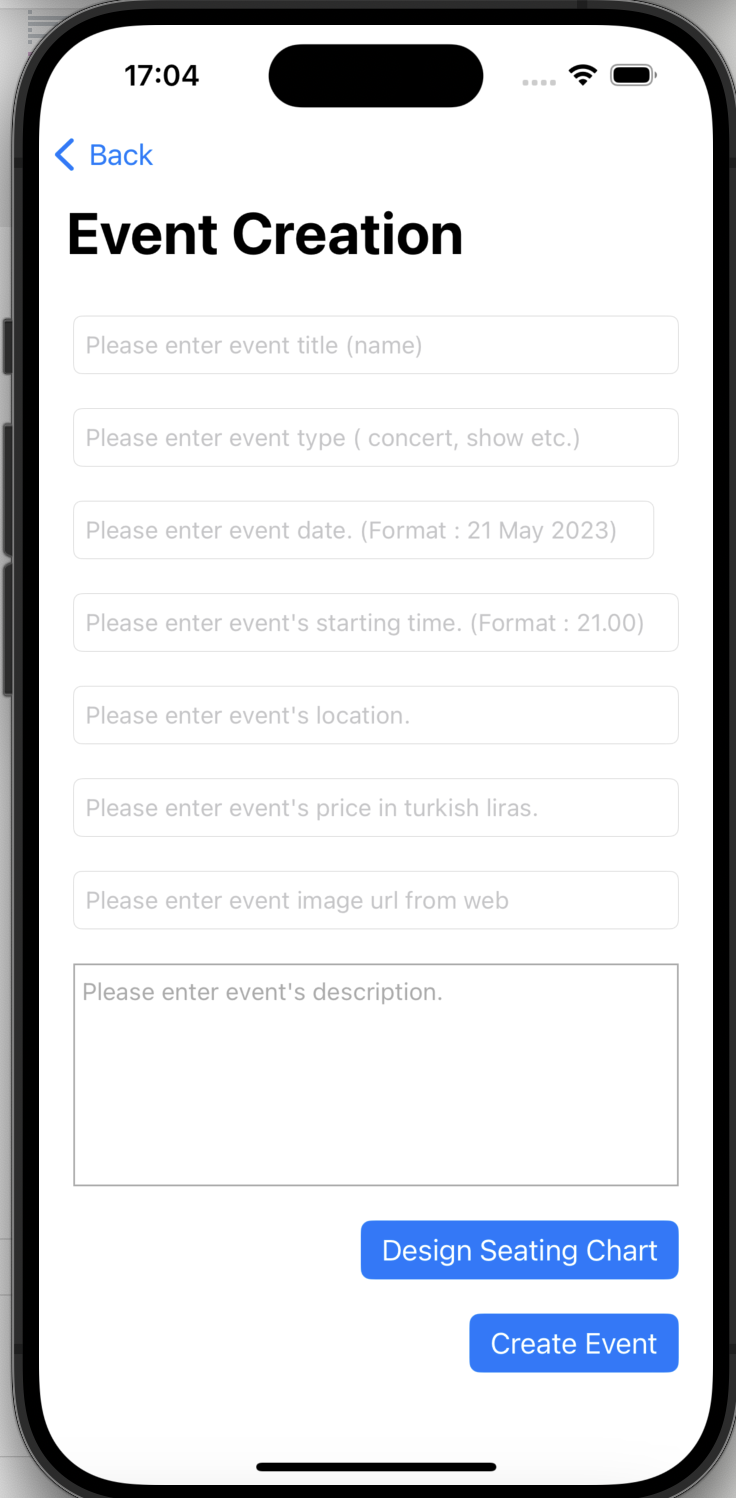 17:04
Back
Event Creation
Please enter event title (name)
Please enter event type ( concert, show etc.)
Please enter event date. (Format : 21 May 2023)
Please enter event's starting time. (Format : 21.00)
Please enter event's location.
Please enter event's price in turkish liras.
Please enter event image url from web
Please enter event's description.
Design Seating Chart
Create Event